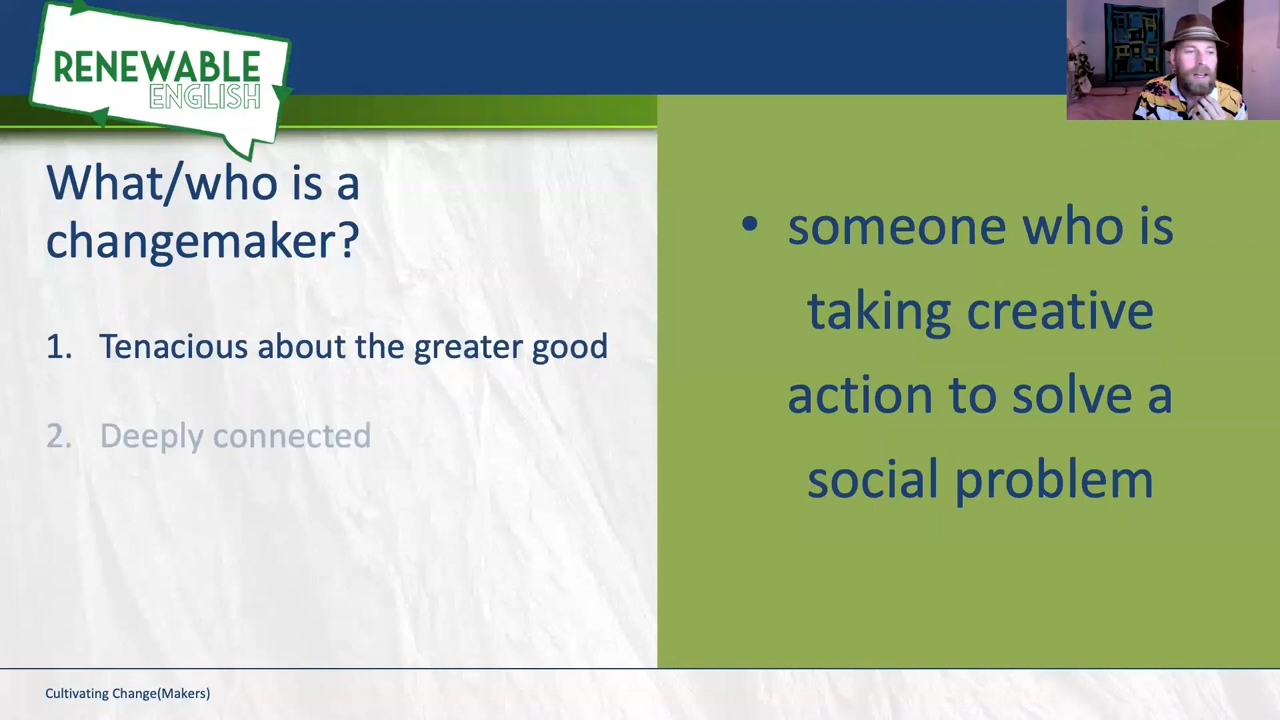 RENEWABLE
ENGLISH
What/who is a
changemaker?
1. Tenacious about the greater good
2. Deeply connected
• someone who is
taking creative
action to solve a
social problem
Cultivating Change(Makers)